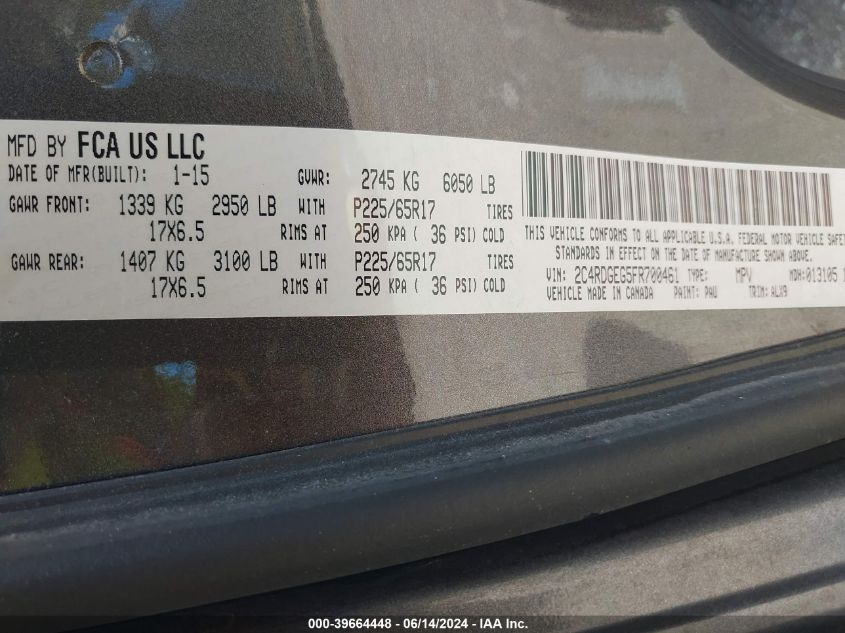 MFD BY FCA US LLC
DATE OF MFR(BUILT): 1-15 GVWR: 2745 KG 6050 LB
GAWR FRONT: 1339 KG 2950 LB WITH P225/65R17 TIRES
17X6.5 RIMS AT 250 KPA ( 36 PSI) COLD
GAWR REAR: 1407 KG 3100 LB WITH P225/65R17 TIRES
17X6.5 RIMS AT 250 KPA ( 36 PSI) COLD
THIS VEHICLE CONFORMS TO ALL APPLICABLE U.S.A. FEDERAL MOTOR VEHICLE SAFET
STANDARDS IN EFFECT ON THE DATE OF MANUFACTURE SHOWN ABOVE.
VIN: 2C4RDGEG5FR700461 TYPE: MPV MDH: 013105
VEHICLE MADE IN CANADA PAINT: PAU TRIM: ALX9
000-39664448 - 06/14/2024 - IAA Inc.